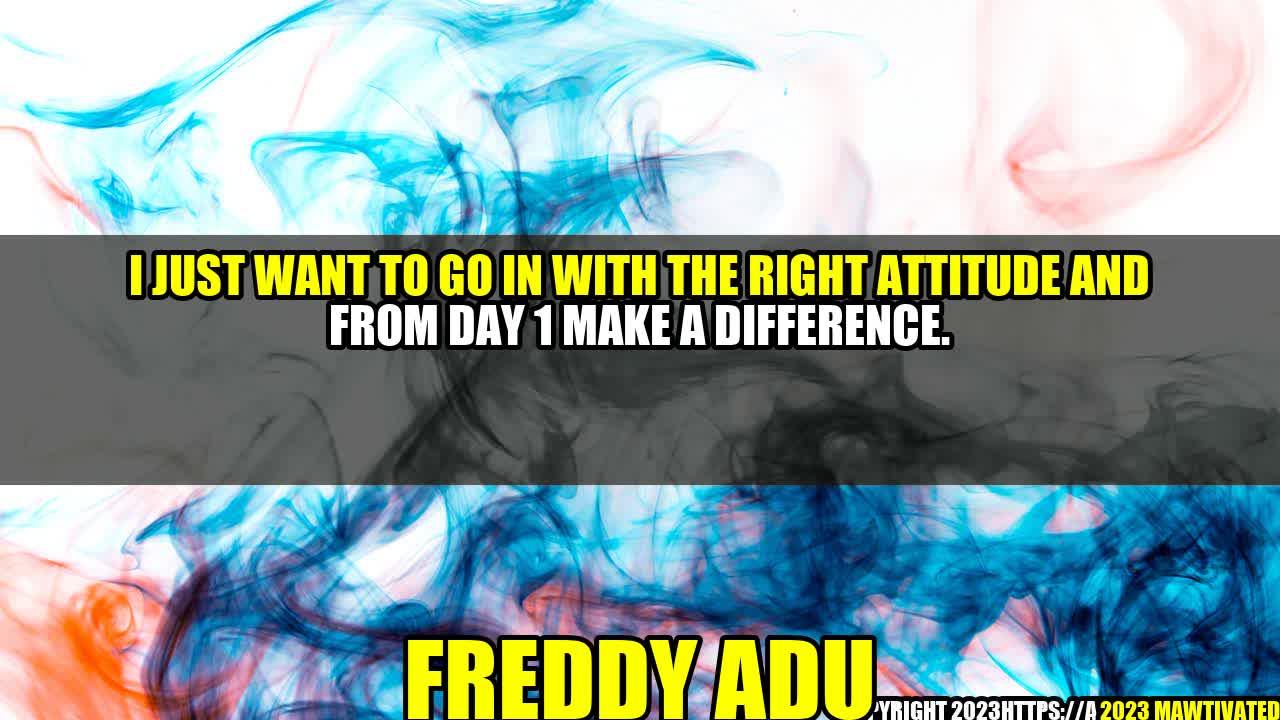 I JUST WANT TO GO IN WITH THE RIGHT ATTITUDE AND
FROM DAY 1 MAKE A DIFFERENCE.
FREDDY ADU
PYRIGHT 2023HTTPS://A 2023 MAWTIVATED